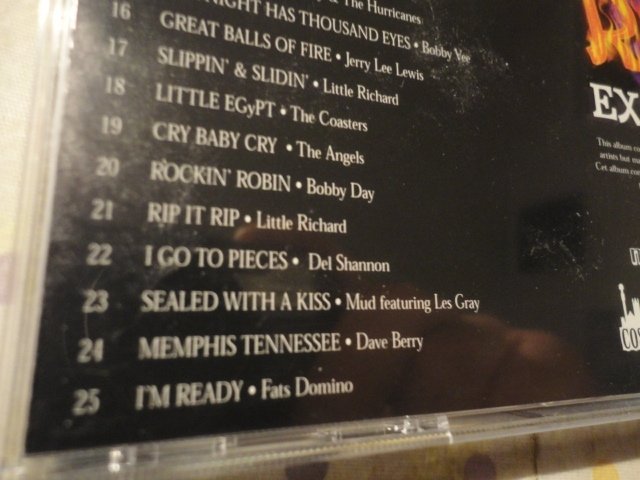 NIGHT HAS THOUSAND EYES • Bobby Vee
& The Hurricanes
16 GREAT BALLS OF FIRE • Jerry Lee Lewis
17 SLIPPIN' & SLIDIN' • Little Richard
18 LITTLE EGyPT • The Coasters
19 CRY BABY CRY • The Angels
20 ROCKIN' ROBIN • Bobby Day
21 RIP IT RIP • Little Richard
22 I GO TO PIECES • Del Shannon
23 SEALED WITH A KISS • Mud featuring Les Gray
24 MEMPHIS TENNESSEE • Dave Berry
25 I'M READY • Fats Domino
EX
This album co
artists but ma
Cet album con
COS